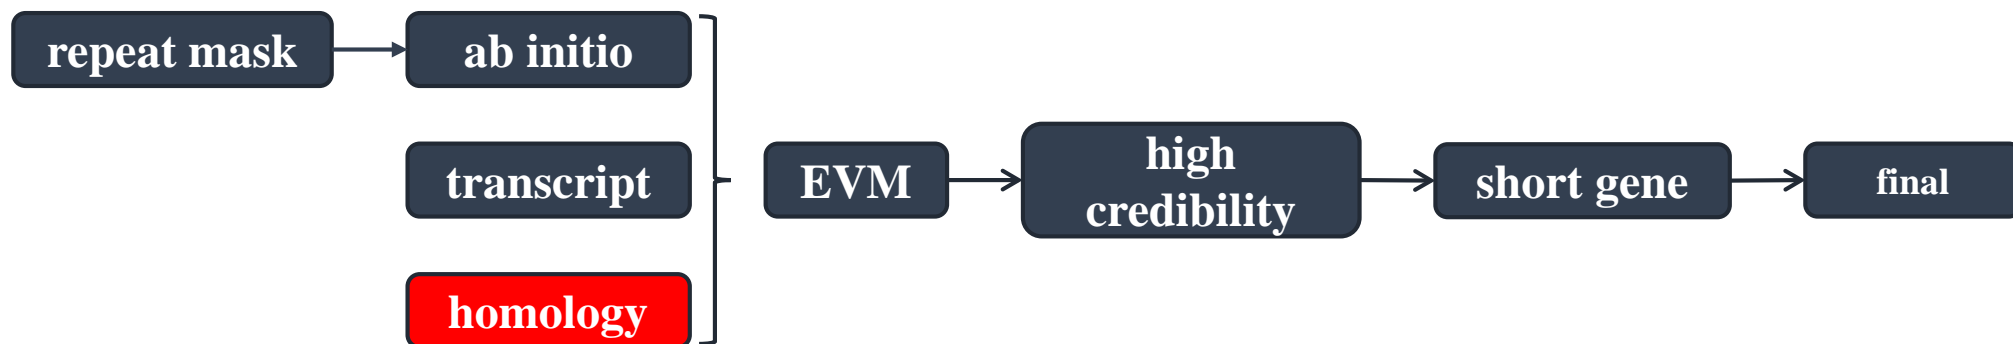 repeat mask
ab initio
transcript
homology
EVM
high
credibility
short gene
final